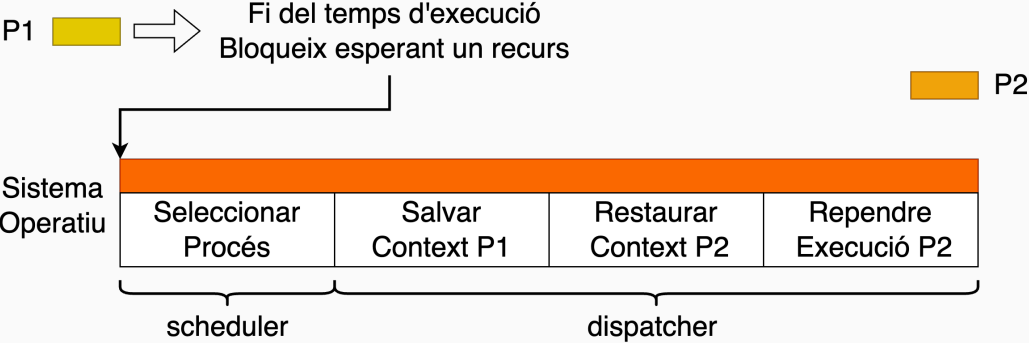 P1
Fi del temps d'execució
Bloqueix esperant un recurs
P2
Sistema
Operatiu
Seleccionar
Procés
Salvar
Context P1
Restaurar
Context P2
Rependre
Execució P2
scheduler
dispatcher